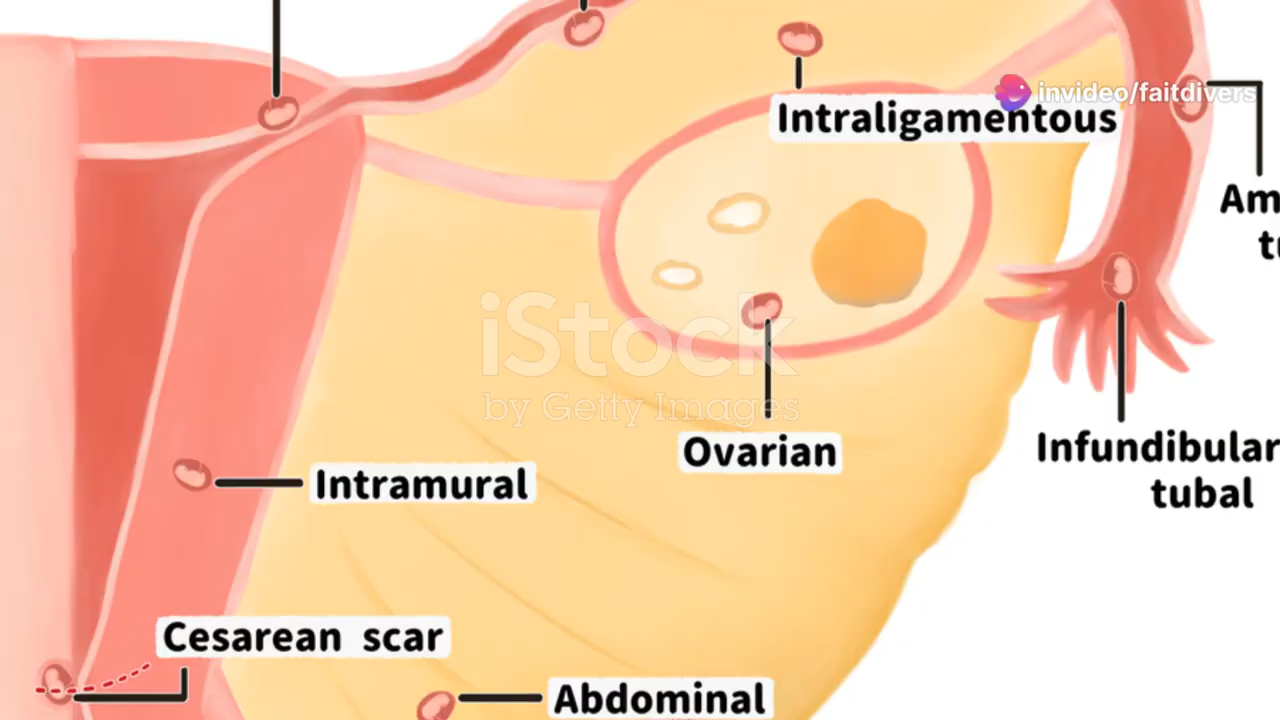 invideo/faitdivers
Intraligamentous
iStock
by Getty Images
Ovarian
Infundibular
tubal
Intramural
Cesarean scar
Abdominal